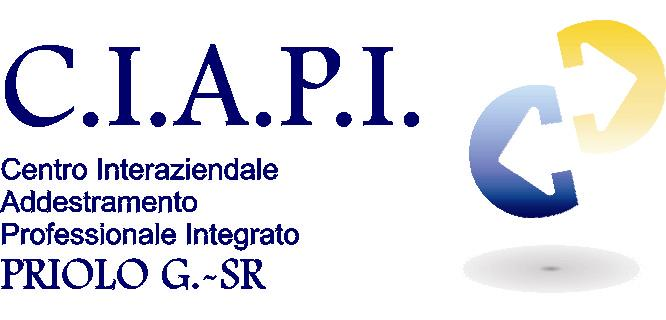 C.I.A.P.I.
Centro Interaziendale
Addestramento
Professionale Integrato
PRIOLO G.-SR